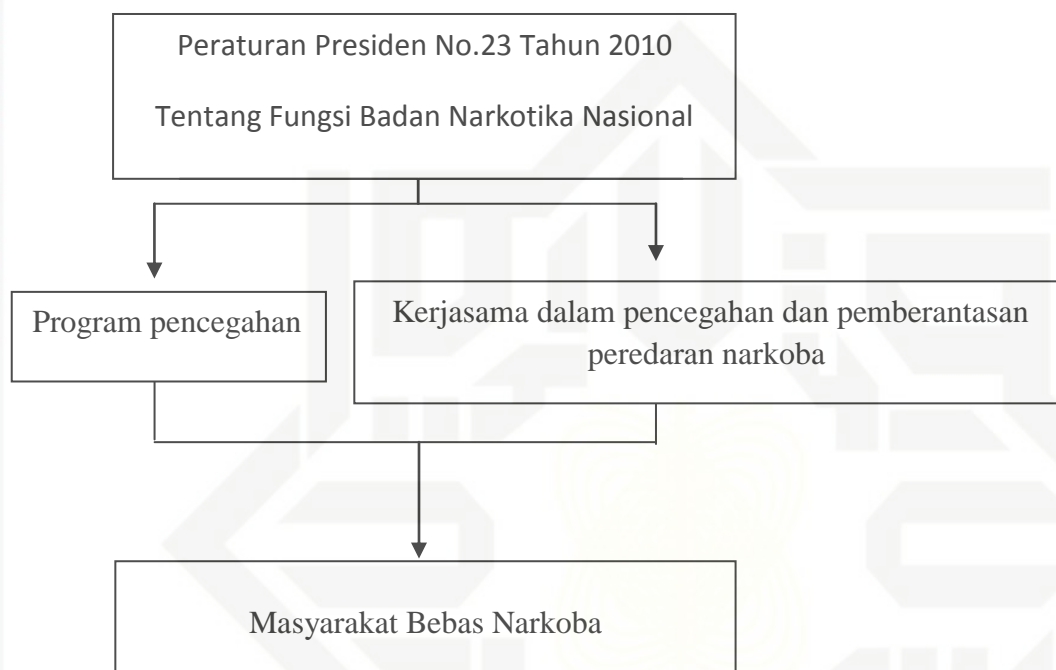 Peraturan Presiden No.23 Tahun 2010
Tentang Fungsi Badan Narkotika Nasional
Program pencegahan
Kerjasama dalam pencegahan dan pemberantasan
peredaran narkoba
Masyarakat Bebas Narkoba